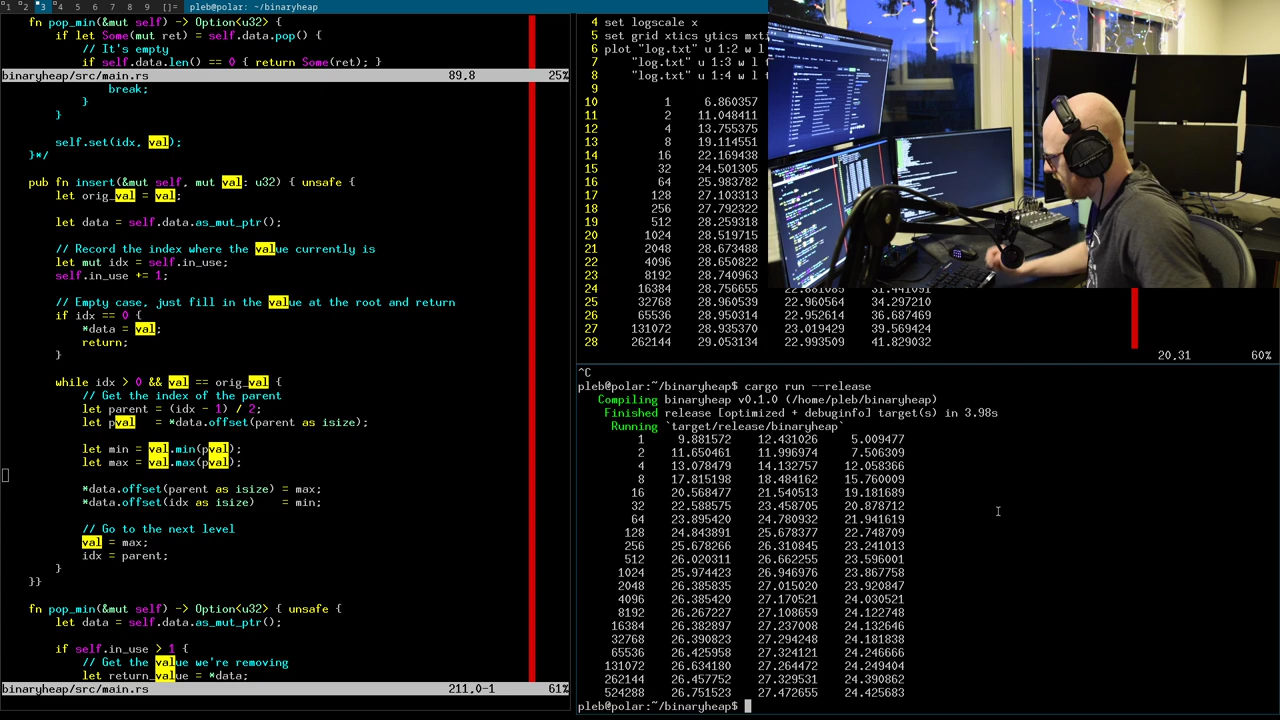 1 2 3 4 5 6 7 8 9 []= pleb@polar: ~/binaryheap
fn pop_min(&mut self) -> Option<u32> {
if let Some(mut ret) = self.data.pop() {
// It's empty
if self.data.len() == 0 { return Some(ret); }
binaryheap/src/main.rs 89,8 25%
break;
}
}
self.set(idx, val);
}*/
pub fn insert(&mut self, mut val: u32) { unsafe {
let orig_val = val;
let data = self.data.as_mut_ptr();
// Record the index where the value currently is
let mut idx = self.in_use;
self.in_use += 1;
// Empty case, just fill in the value at the root and return
if idx == 0 {
*data = val;
return;
}
while idx > 0 && val == orig_val {
// Get the index of the parent
let parent = (idx - 1) / 2;
let pval = *data.offset(parent as isize);
let min = val.min(pval);
let max = val.max(pval);
*data.offset(parent as isize) = max;
*data.offset(idx as isize) = min;
// Go to the next level
val = max;
idx = parent;
}
}}
fn pop_min(&mut self) -> Option<u32> { unsafe {
let data = self.data.as_mut_ptr();
if self.in_use > 1 {
// Get the value we're removing
let return_value = *data;
binaryheap/src/main.rs 211,0-1 61%
4 set logscale x
5 set grid xtics ytics mxti
6 plot "log.txt" u 1:2 w l
7 "log.txt" u 1:3 w l
8 "log.txt" u 1:4 w l
9
10 1 6.860357
11 2 11.048411
12 4 13.755375
13 8 19.114551
14 16 22.169438
15 32 24.501305
16 64 25.983782
17 128 27.103313
18 256 27.792322
19 512 28.259318
20 1024 28.519715
21 2048 28.673488
22 4096 28.650822
23 8192 28.740963
24 16384 28.756655 22.881085 31.441091
25 32768 28.960539 22.960564 34.297210
26 65536 28.950314 22.952614 36.687469
27 131072 28.935370 23.019429 39.569424
28 262144 29.053134 22.993509 41.829032
20,31 60%
^C
pleb@polar:~/binaryheap$ cargo run --release
Compiling binaryheap v0.1.0 (/home/pleb/binaryheap)
Finished release [optimized + debuginfo] target(s) in 3.98s
Running `target/release/binaryheap`
1 9.881572 12.431026 5.009477
2 11.650461 11.996974 7.506309
4 13.078479 14.132757 12.058366
8 17.815198 18.484162 15.760009
16 20.568477 21.540513 19.181689
32 22.588575 23.458705 20.878712
64 23.895420 24.780932 21.941619
128 24.843891 25.678377 22.748709
256 25.678266 26.310845 23.241013
512 26.020311 26.662255 23.596001
1024 25.974423 26.946976 23.867758
2048 26.385835 27.015020 23.920847
4096 26.385420 27.170521 24.030521
8192 26.267227 27.108659 24.122748
16384 26.382897 27.237008 24.132646
32768 26.390823 27.294248 24.181838
65536 26.425958 27.324121 24.246666
131072 26.634180 27.264472 24.249404
262144 26.457752 27.329531 24.390862
524288 26.751523 27.472655 24.425683
pleb@polar:~/binaryheap$